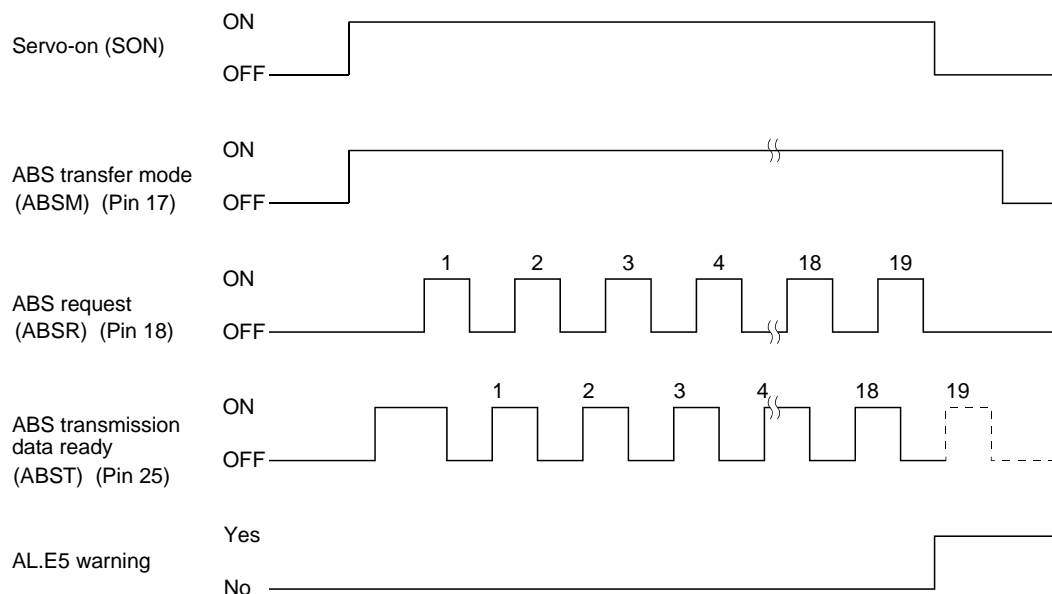 ON
Servo-on (SON)
OFF
ON
ABS transfer mode
(ABSM) (Pin 17)
OFF
1 2 3 4 18 19
ON
ABS request
(ABSR) (Pin 18)
OFF
1 2 3 4 18 19
ON
ABS transmission
data ready
OFF
(ABST) (Pin 25)
Yes
AL.E5 warning
No